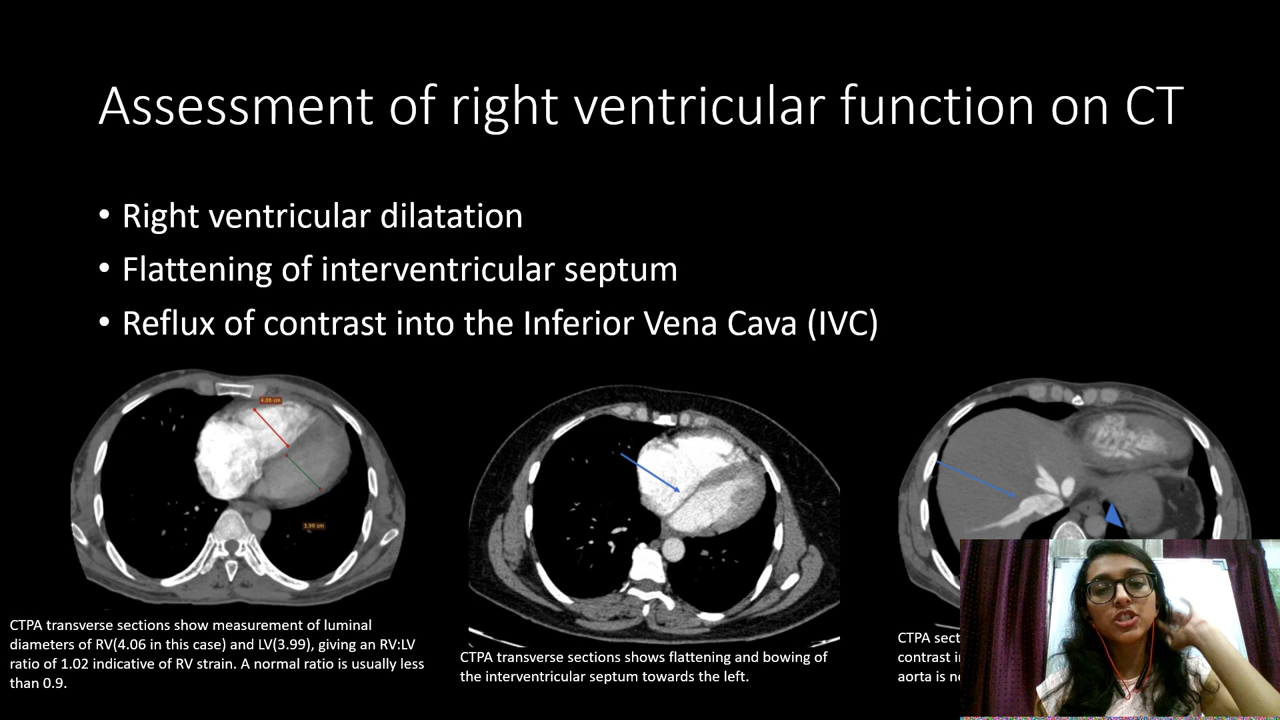 Assessment of right ventricular function on CT
• Right ventricular dilatation
• Flattening of interventricular septum
• Reflux of contrast into the Inferior Vena Cava (IVC)
3.99 cm
CTPA transverse sections show measurement of luminal
diameters of RV(4.06 in this case) and LV(3.99), giving an RV:LV
ratio of 1.02 indicative of RV strain. A normal ratio is usually less
than 0.9.
CTPA transverse sections shows flattening and bowing of
the interventricular septum towards the left.
CTPA
contrast
aorta is